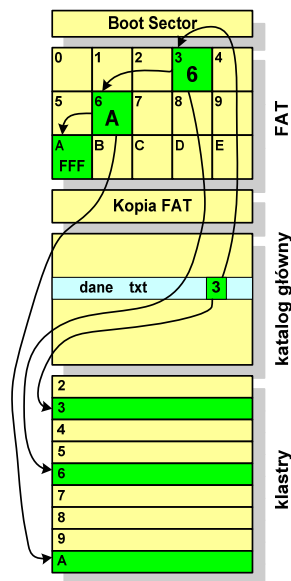 Boot Sector
0 1 2 3 4
6
5 6 7 8 9
A
A B C D E
FFF
FAT
Kopia FAT
dane txt 3
katalog główny
2
3
4
5
6
7
8
9
A
klastry